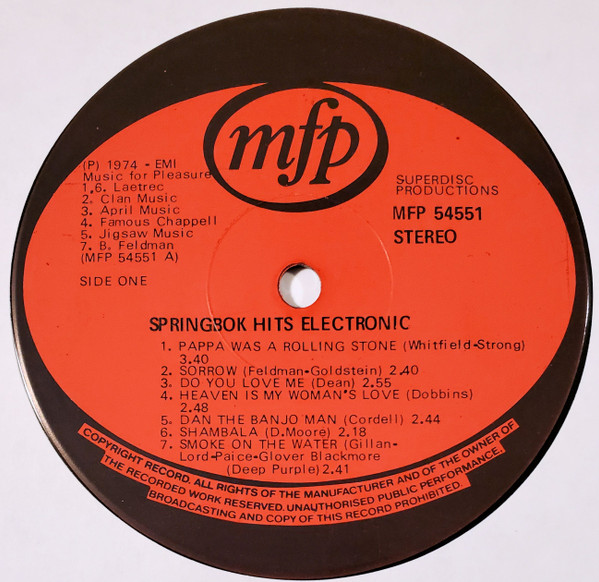 mfp
(P) 1974 - EMI
Music for Pleasure
1,6. Laetrec
2. Clan Music
3. April Music
4. Famous Chappell
5. Jigsaw Music
7. B. Feldman
(MFP 54551 A)
SIDE ONE
SUPERDISC
PRODUCTIONS
MFP 54551
STEREO
SPRINGBOK HITS ELECTRONIC
1. PAPPA WAS A ROLLING STONE (Whitfield-Strong)
3.40
2. SORROW (Feldman-Goldstein) 2.40
3. DO YOU LOVE ME (Dean) 2.55
4. HEAVEN IS MY WOMAN'S LOVE (Dobbins)
2.48
5. DAN THE BANJO MAN (Cordell) 2.44
6. SHAMBALA (D.Moore) 2.18
7. SMOKE ON THE WATER (Gillan-
Lord-Paice-Glover Blackmore
(Deep Purple)2.41
COPYRIGHT RECORD. ALL RIGHTS OF THE MANUFACTURER AND OF THE OWNER OF
THE RECORDED WORK RESERVED. UNAUTHORISED PUBLIC PERFORMANCE,
BROADCASTING AND COPY OF THIS RECORD PROHIBITED.